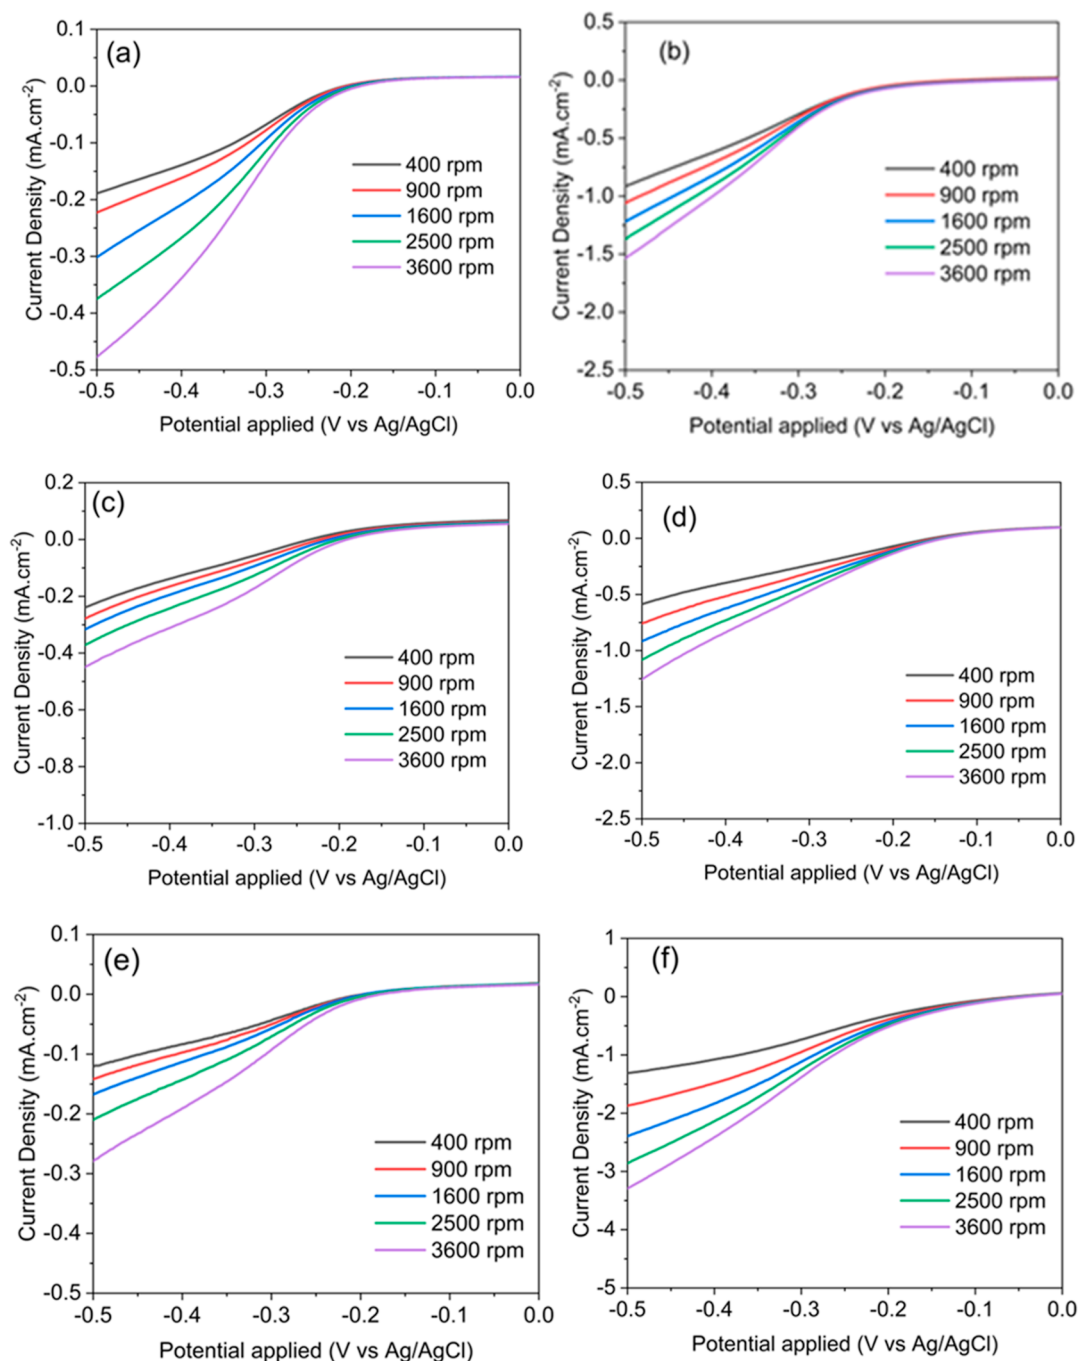 (a)
0.1
0.0
-0.1
-0.2
-0.3
-0.4
-0.5
Current Density (mA.cm-2)
400 rpm
900 rpm
1600 rpm
2500 rpm
3600 rpm
-0.5 -0.4 -0.3 -0.2 -0.1 0.0
Potential applied (V vs Ag/AgCl)
(b)
0.5
0.0
-0.5
-1.0
-1.5
-2.0
-2.5
Current Density (mA.cm-2)
400 rpm
900 rpm
1600 rpm
2500 rpm
3600 rpm
-0.5 -0.4 -0.3 -0.2 -0.1 0.0
Potential applied (V vs Ag/AgCl)
(c)
0.2
0.0
-0.2
-0.4
-0.6
-0.8
-1.0
Current Density (mA.cm-2)
400 rpm
900 rpm
1600 rpm
2500 rpm
3600 rpm
-0.5 -0.4 -0.3 -0.2 -0.1 0.0
Potential applied (V vs Ag/AgCl)
(d)
0.5
0.0
-0.5
-1.0
-1.5
-2.0
-2.5
Current Density (mA.cm-2)
400 rpm
900 rpm
1600 rpm
2500 rpm
3600 rpm
-0.5 -0.4 -0.3 -0.2 -0.1 0.0
Potential applied (V vs Ag/AgCl)
(e)
0.1
0.0
-0.1
-0.2
-0.3
-0.4
-0.5
Current Density (mA.cm-2)
400 rpm
900 rpm
1600 rpm
2500 rpm
3600 rpm
-0.5 -0.4 -0.3 -0.2 -0.1 0.0
Potential applied (V vs Ag/AgCl)
(f)
1
0
-1
-2
-3
-4
-5
Current Density (mA.cm-2)
400 rpm
900 rpm
1600 rpm
2500 rpm
3600 rpm
-0.5 -0.4 -0.3 -0.2 -0.1 0.0
Potential applied (V vs Ag/AgCl)